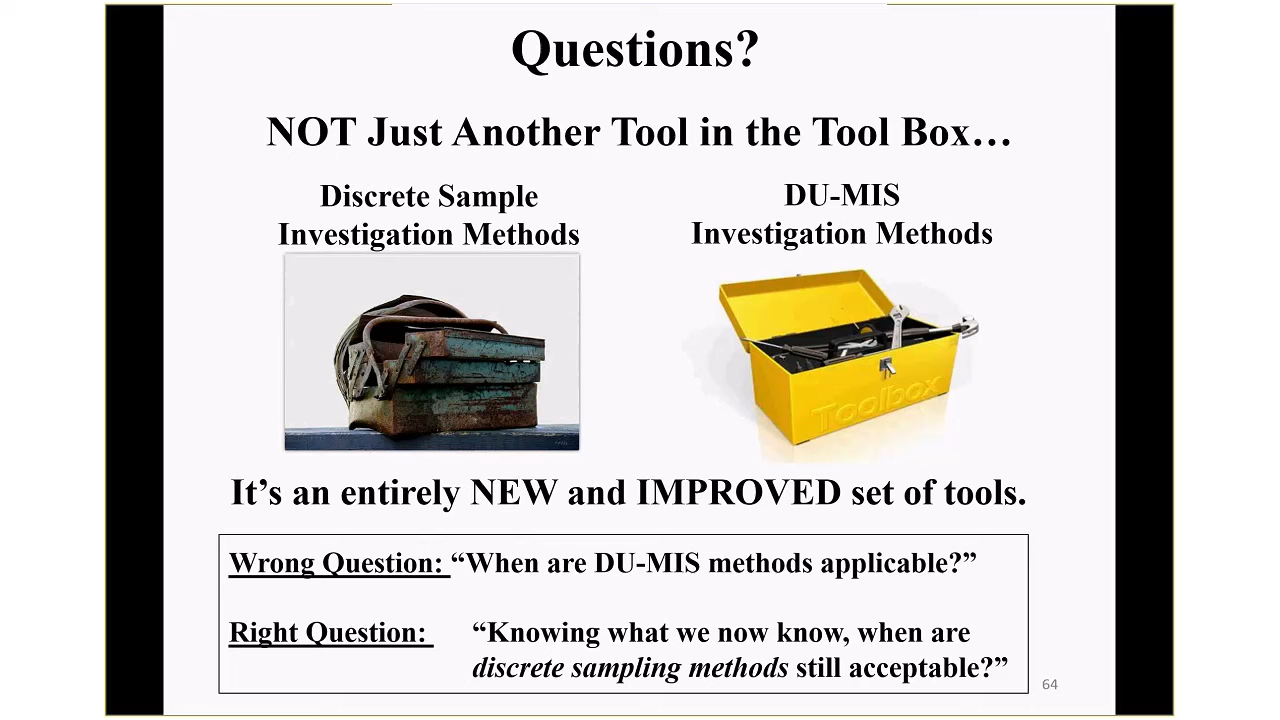 Questions?
NOT Just Another Tool in the Tool Box…
Discrete Sample
Investigation Methods
DU-MIS
Investigation Methods
Toolbox
It’s an entirely NEW and IMPROVED set of tools.
Wrong Question: “When are DU-MIS methods applicable?”
Right Question: “Knowing what we now know, when are
discrete sampling methods still acceptable?”
64